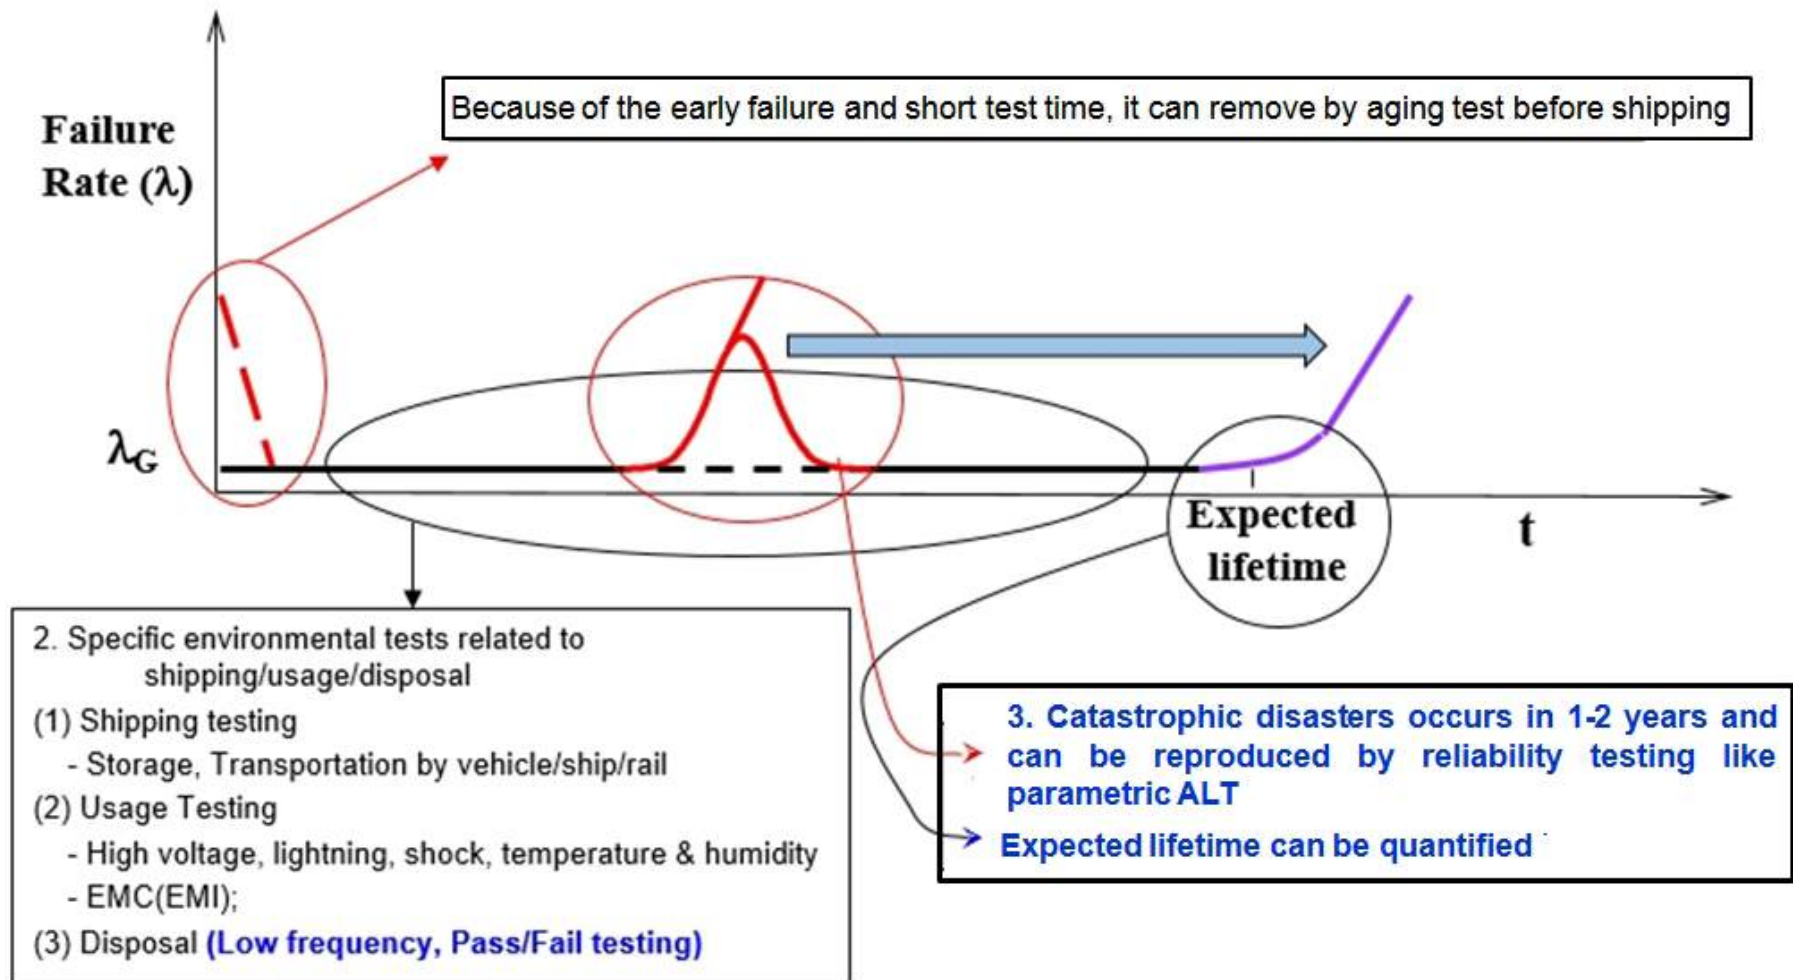 Failure
Rate (λ)
Because of the early failure and short test time, it can remove by aging test before shipping
λG
Expected
lifetime
t
2. Specific environmental tests related to
shipping/usage/disposal
(1) Shipping testing
- Storage, Transportation by vehicle/ship/rail
(2) Usage Testing
- High voltage, lightning, shock, temperature & humidity
- EMC(EMI);
(3) Disposal (Low frequency, Pass/Fail testing)
3. Catastrophic disasters occurs in 1-2 years and
can be reproduced by reliability testing like
parametric ALT
Expected lifetime can be quantified